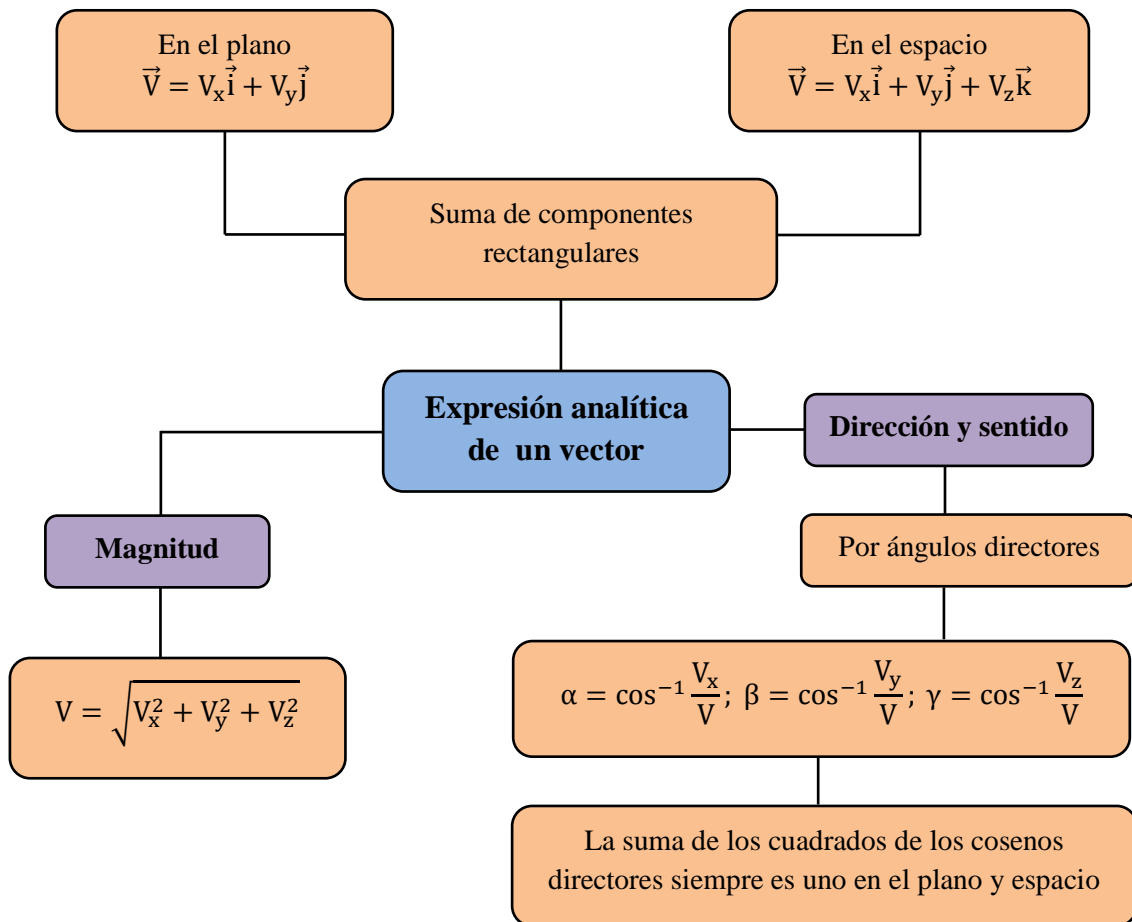 En el plano
V⃗ = Vₓi⃗ + Vᵧj⃗
En el espacio
V⃗ = Vₓi⃗ + Vᵧj⃗ + V_zk⃗
Suma de componentes
rectangulares
Expresión analítica
de un vector
Dirección y sentido
Magnitud
Por ángulos directores
V = √(Vₓ² + Vᵧ² + V_z²)
α = cos⁻¹ Vₓ/V; β = cos⁻¹ Vᵧ/V; γ = cos⁻¹ V_z/V
La suma de los cuadrados de los cosenos
directores siempre es uno en el plano y espacio